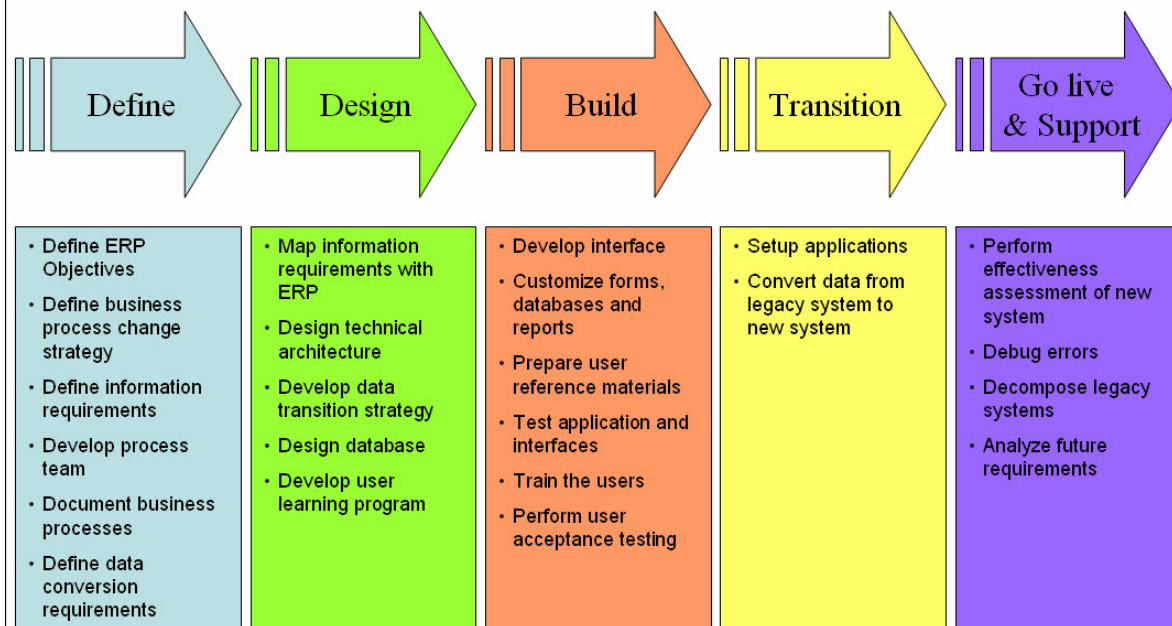 Define
Design
Build
Transition
Go live
& Support
• Define ERP
Objectives
• Define business
process change
strategy
• Define information
requirements
• Develop process
team
• Document business
processes
• Define data
conversion
requirements
• Map information
requirements with
ERP
• Design technical
architecture
• Develop data
transition strategy
• Design database
• Develop user
learning program
• Develop interface
• Customize forms,
databases and
reports
• Prepare user
reference materials
• Test application and
interfaces
• Train the users
• Perform user
acceptance testing
• Setup applications
• Convert data from
legacy system to
new system
• Perform
effectiveness
assessment of new
system
• Debug errors
• Decompose legacy
systems
• Analyze future
requirements